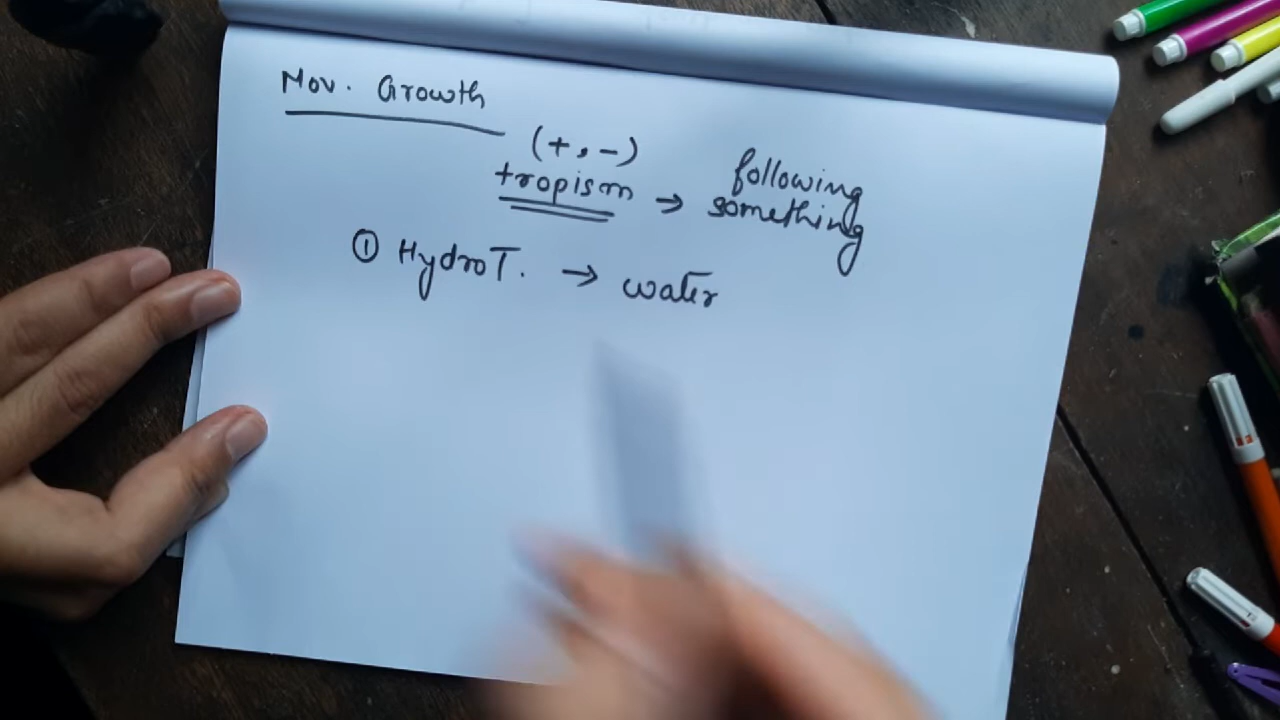 Mov. Growth
(+, -)
tropism → following something
① HydroT. → water